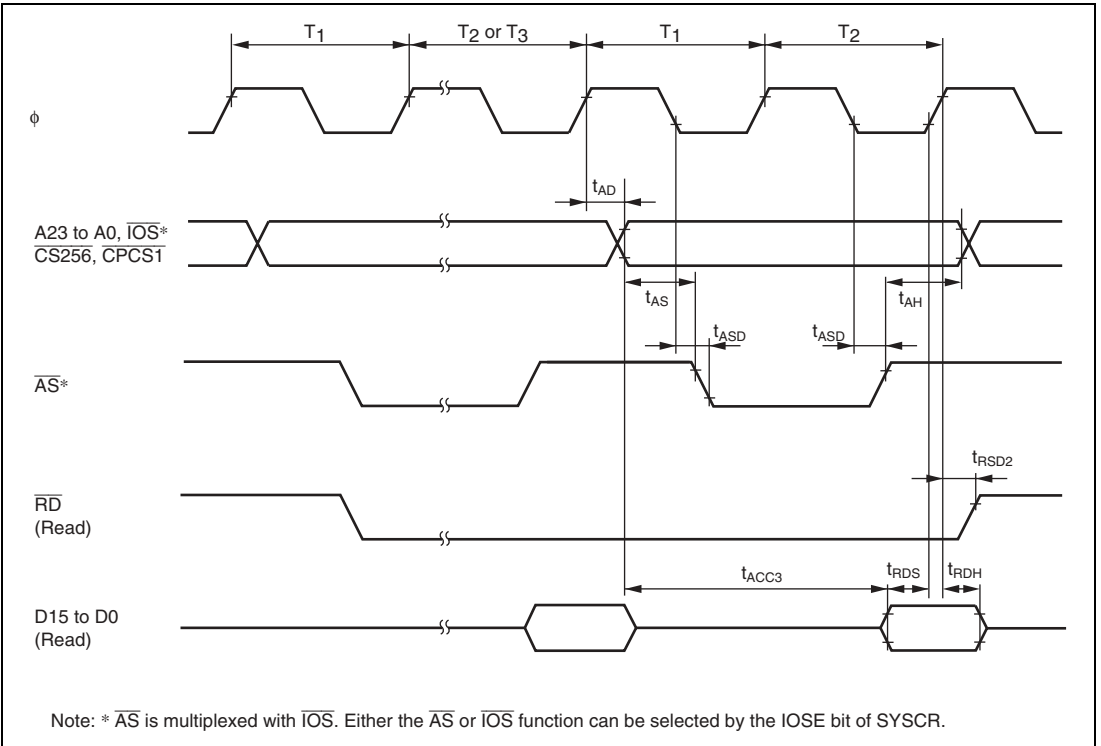 T1 T2 or T3 T1 T2
ϕ
tAD
A23 to A0, IOS*
CS256, CPCS1
tAS tAH
tASD tASD
AS*
tRSD2
RD
(Read)
tACC3 tRDS tRDH
D15 to D0
(Read)
Note: * AS is multiplexed with IOS. Either the AS or IOS function can be selected by the IOSE bit of SYSCR.